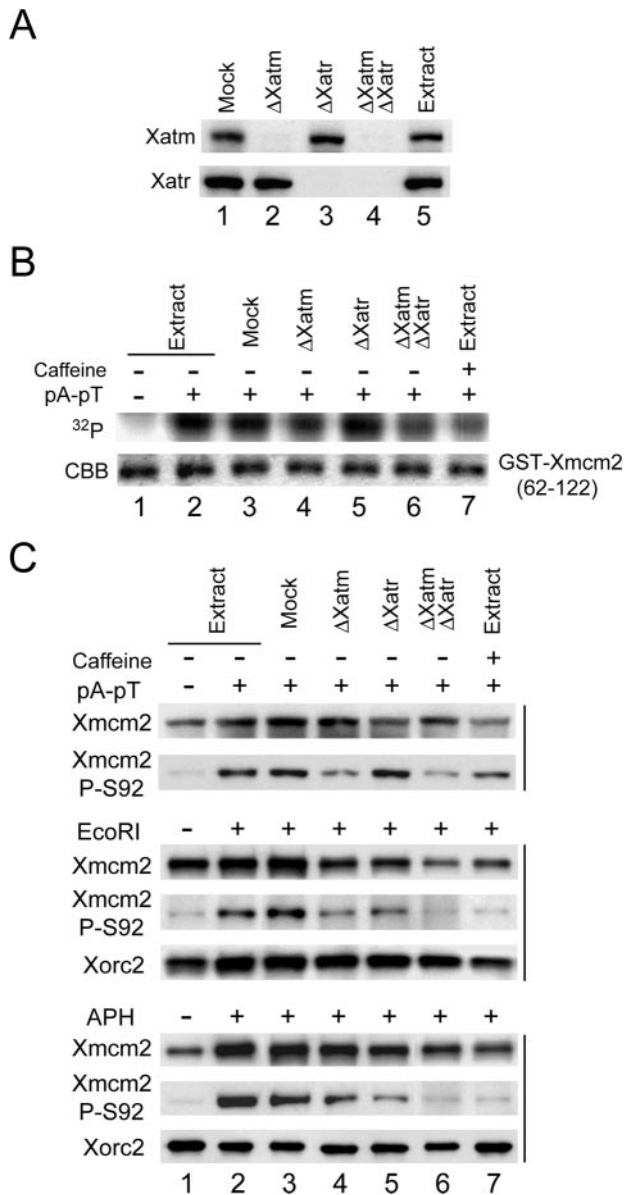 A
Mock
ΔXatm
ΔXatr
ΔXatm
ΔXatr
Extract
Xatm
Xatr
1 2 3 4 5
B
Extract
Mock
ΔXatm
ΔXatr
ΔXatm
ΔXatr
Extract
Caffeine - - - - - - +
pA-pT - + + + + + +
32P
CBB
GST-Xmcm2
(62-122)
1 2 3 4 5 6 7
C
Extract
Mock
ΔXatm
ΔXatr
ΔXatm
ΔXatr
Extract
Caffeine - - - - - - +
pA-pT - + + + + + +
Xmcm2
Xmcm2
P-S92
EcoRI - + + + + + +
Xmcm2
Xmcm2
P-S92
Xorc2
APH - + + + + + +
Xmcm2
Xmcm2
P-S92
Xorc2
1 2 3 4 5 6 7